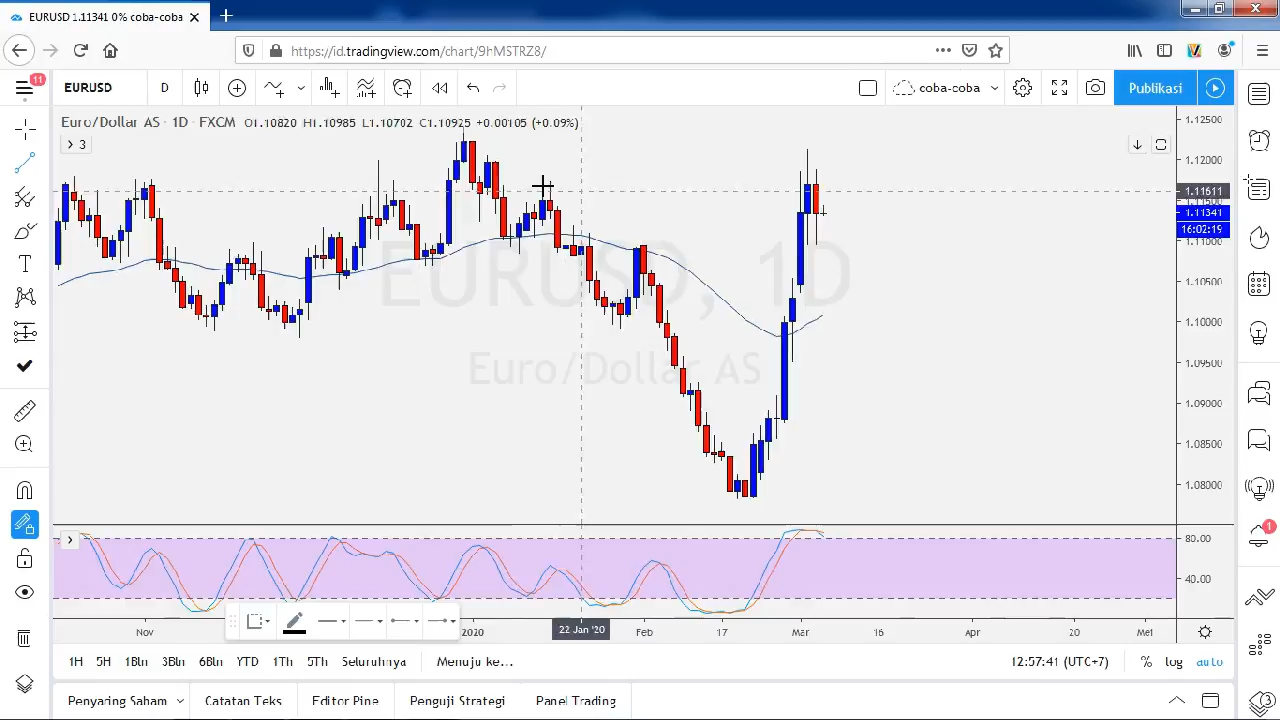 EURUSD 1.11341 0% coba-coba
https://id.tradingview.com/chart/9hMSTRZ8/
11
EURUSD D coba-coba Publikasi
Euro/Dollar AS · 1D · FXCM O1.10820 H1.10985 L1.10702 C1.10925 +0.00105 (+0.09%)
3
EURUSD, 1D
Euro/Dollar AS
1.12500
1.12000
1.11611
1.11500
1.11341
16:02:19
1.11000
1.10500
1.10000
1.09500
1.09000
1.08500
1.08000
80.00
40.00
1
Nov 2020 22 Jan '20 Feb 17 Mar 16 Apr 20 Mei
1H 5H 1Bln 3Bln 6Bln YTD 1Th 5Th Seluruhnya Menuju ke... 12:57:41 (UTC+7) % log auto
Penyaring Saham Catatan Teks Editor Pine Penguji Strategi Panel Trading